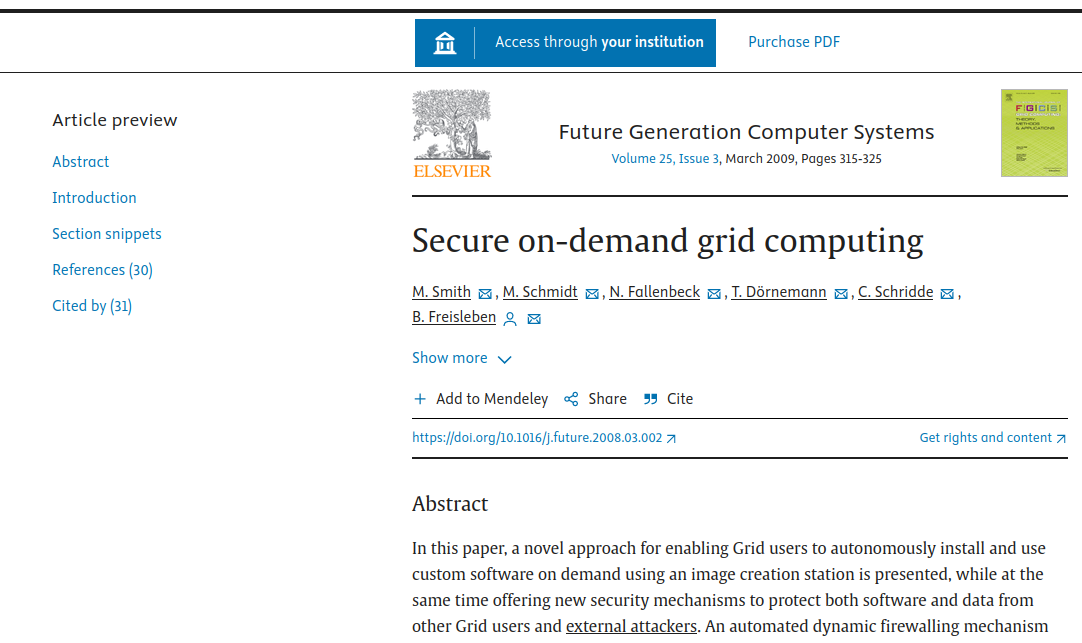 Access through your institution
Purchase PDF
Article preview
Abstract
Introduction
Section snippets
References (30)
Cited by (31)
ELSEVIER
Future Generation Computer Systems
Volume 25, Issue 3, March 2009, Pages 315-325
FGCS
Secure on-demand grid computing
M. Smith, M. Schmidt, N. Fallenbeck, T. Dörnemann, C. Schridde,
B. Freisleben
Show more
Add to Mendeley Share Cite
https://doi.org/10.1016/j.future.2008.03.002
Get rights and content
Abstract
In this paper, a novel approach for enabling Grid users to autonomously install and use
custom software on demand using an image creation station is presented, while at the
same time offering new security mechanisms to protect both software and data from
other Grid users and external attackers. An automated dynamic firewalling mechanism